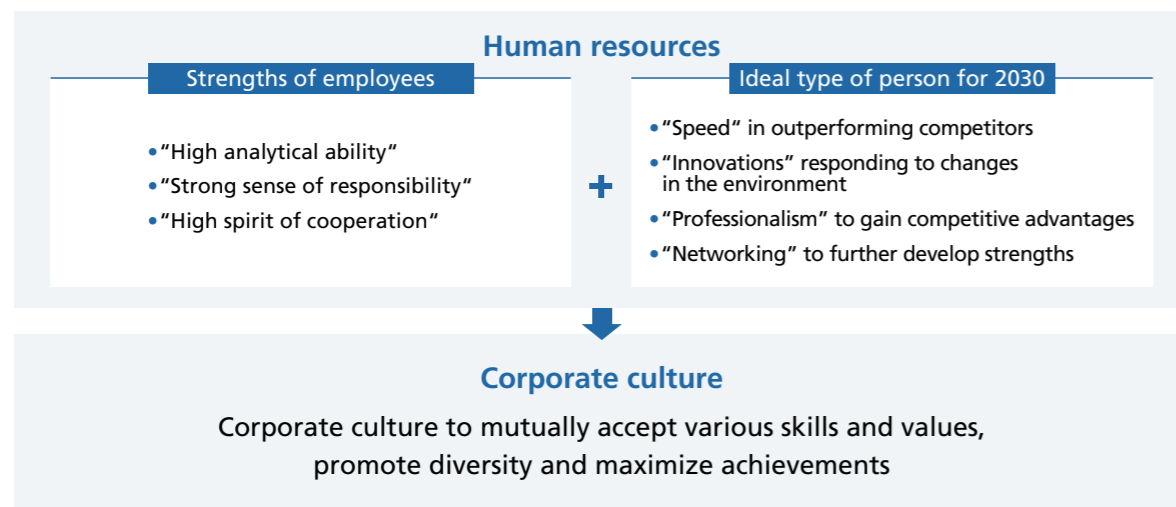 Human resources
Strengths of employees
• “High analytical ability“
• “Strong sense of responsibility“
• “High spirit of cooperation“
+
Ideal type of person for 2030
• “Speed“ in outperforming competitors
• “Innovations” responding to changes
in the environment
• “Professionalism” to gain competitive advantages
• “Networking” to further develop strengths
Corporate culture
Corporate culture to mutually accept various skills and values,
promote diversity and maximize achievements